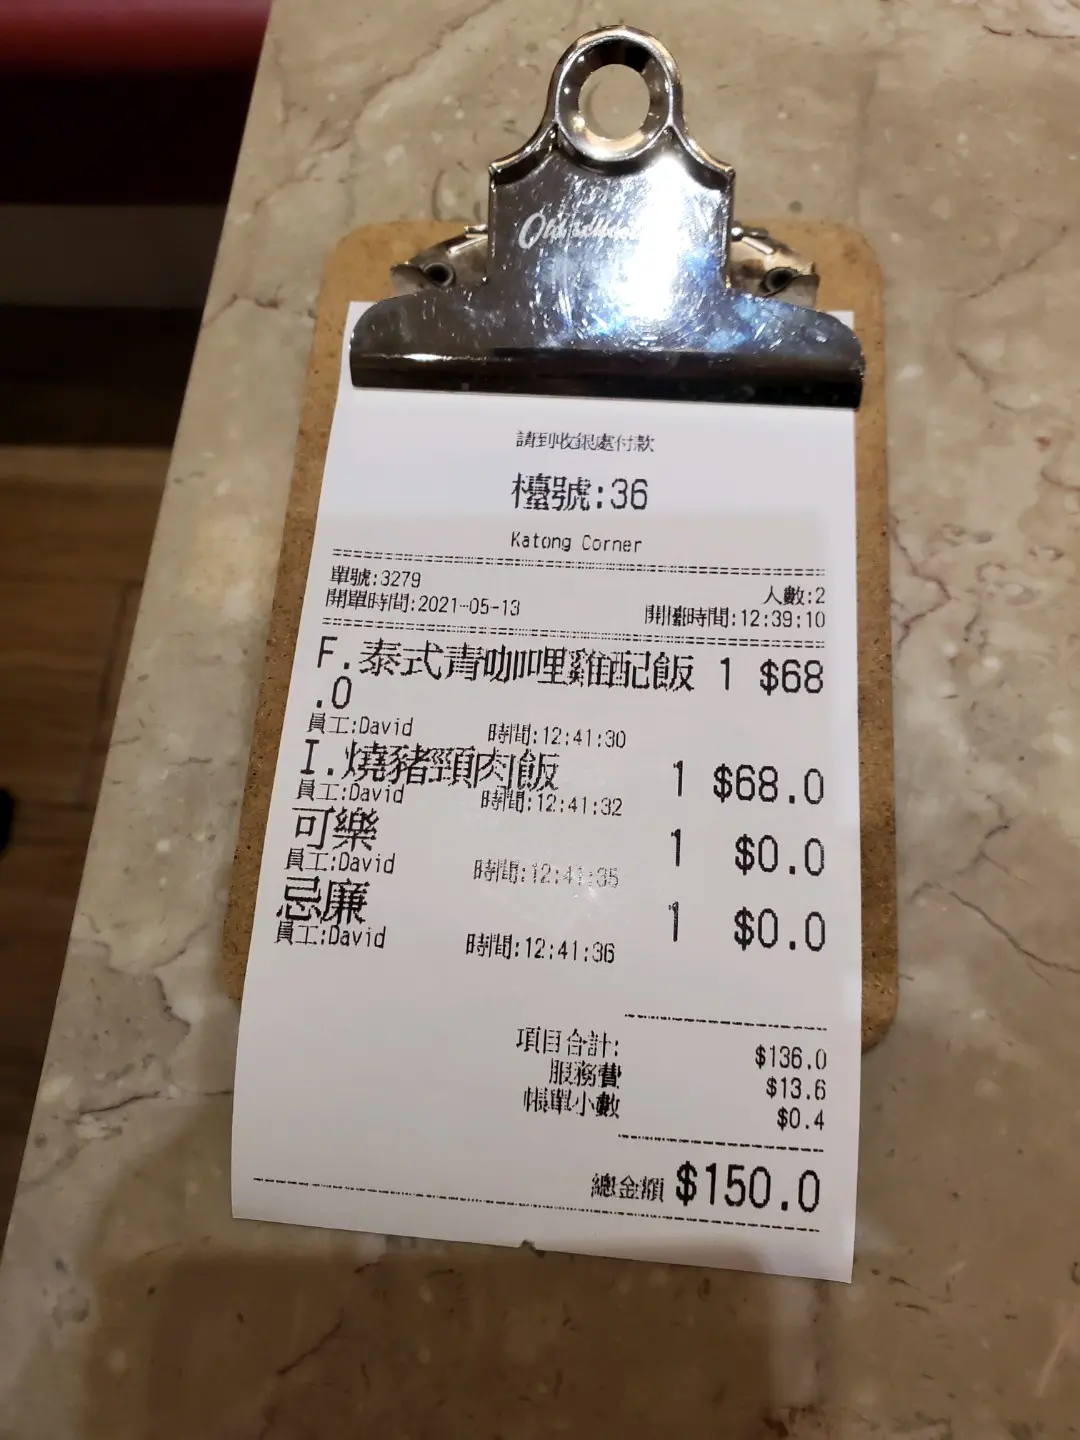 Old school
請到收銀處付款
檯號:36
Katong Corner
單號:3279
人數:2
開單時間:2021-05-13
開檯時間:12:39:10
F.泰式青咖哩雞配飯 1 $68
.0
員工:David 時間:12:41:30
I.燒豬頸肉飯 1 $68.0
員工:David 時間:12:41:32
可樂 1 $0.0
員工:David 時間:12:41:35
忌廉 1 $0.0
員工:David 時間:12:41:36
項目合計: $136.0
服務費 $13.6
帳單小數 $0.4
總金額 $150.0